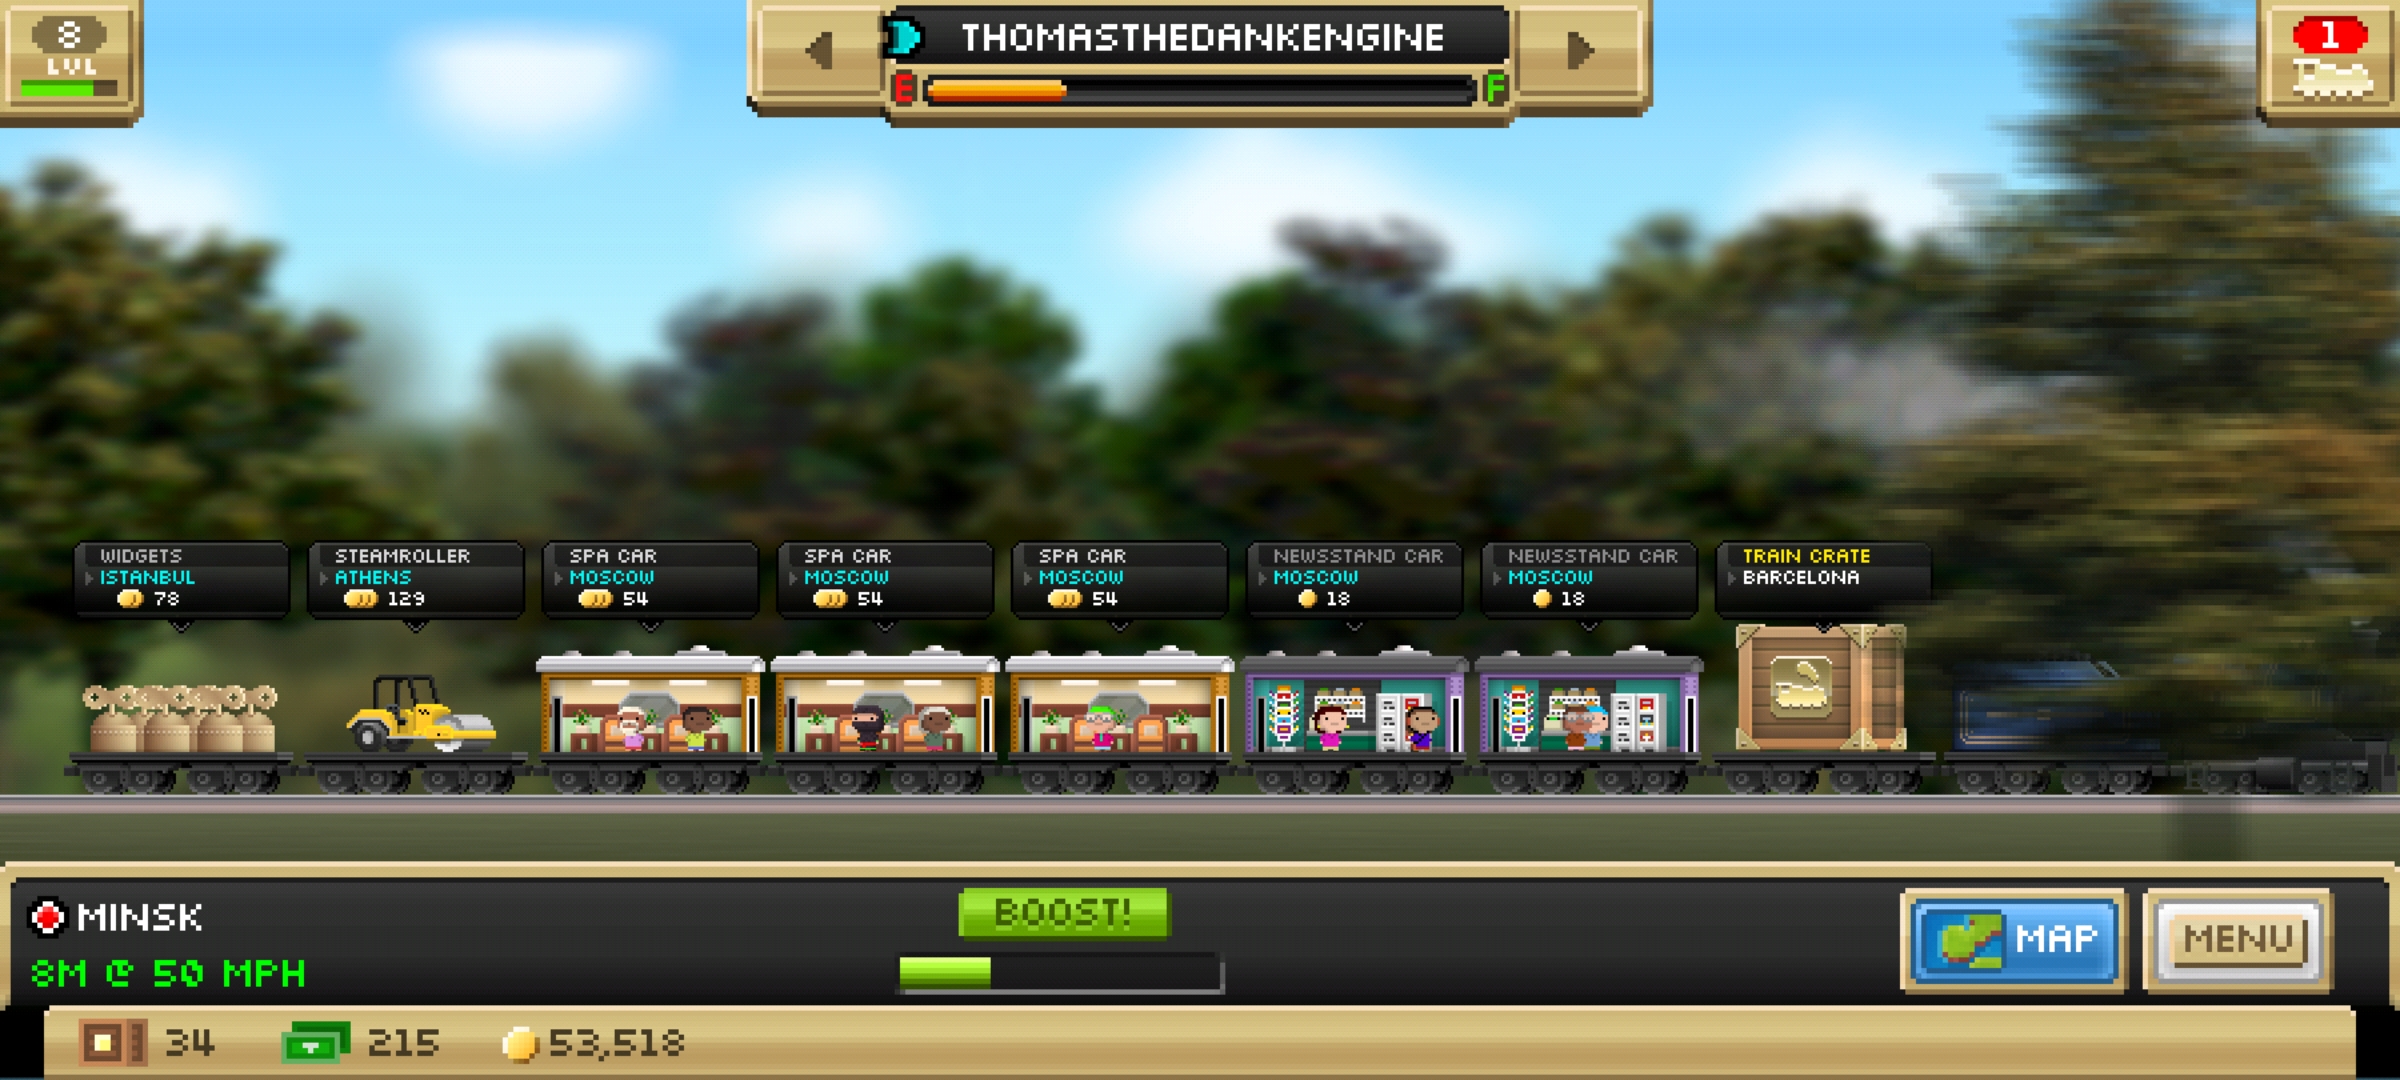 8
LVL
THOMASTHEDANKENGINE
E F
1
WIDGETS
ISTANBUL
78
STEAMROLLER
ATHENS
129
SPA CAR
MOSCOW
54
SPA CAR
MOSCOW
54
SPA CAR
MOSCOW
54
NEWSSTAND CAR
MOSCOW
18
NEWSSTAND CAR
MOSCOW
18
TRAIN CRATE
BARCELONA
MINSK
8M @ 50 MPH
BOOST!
MAP
MENU
34
215
53,518